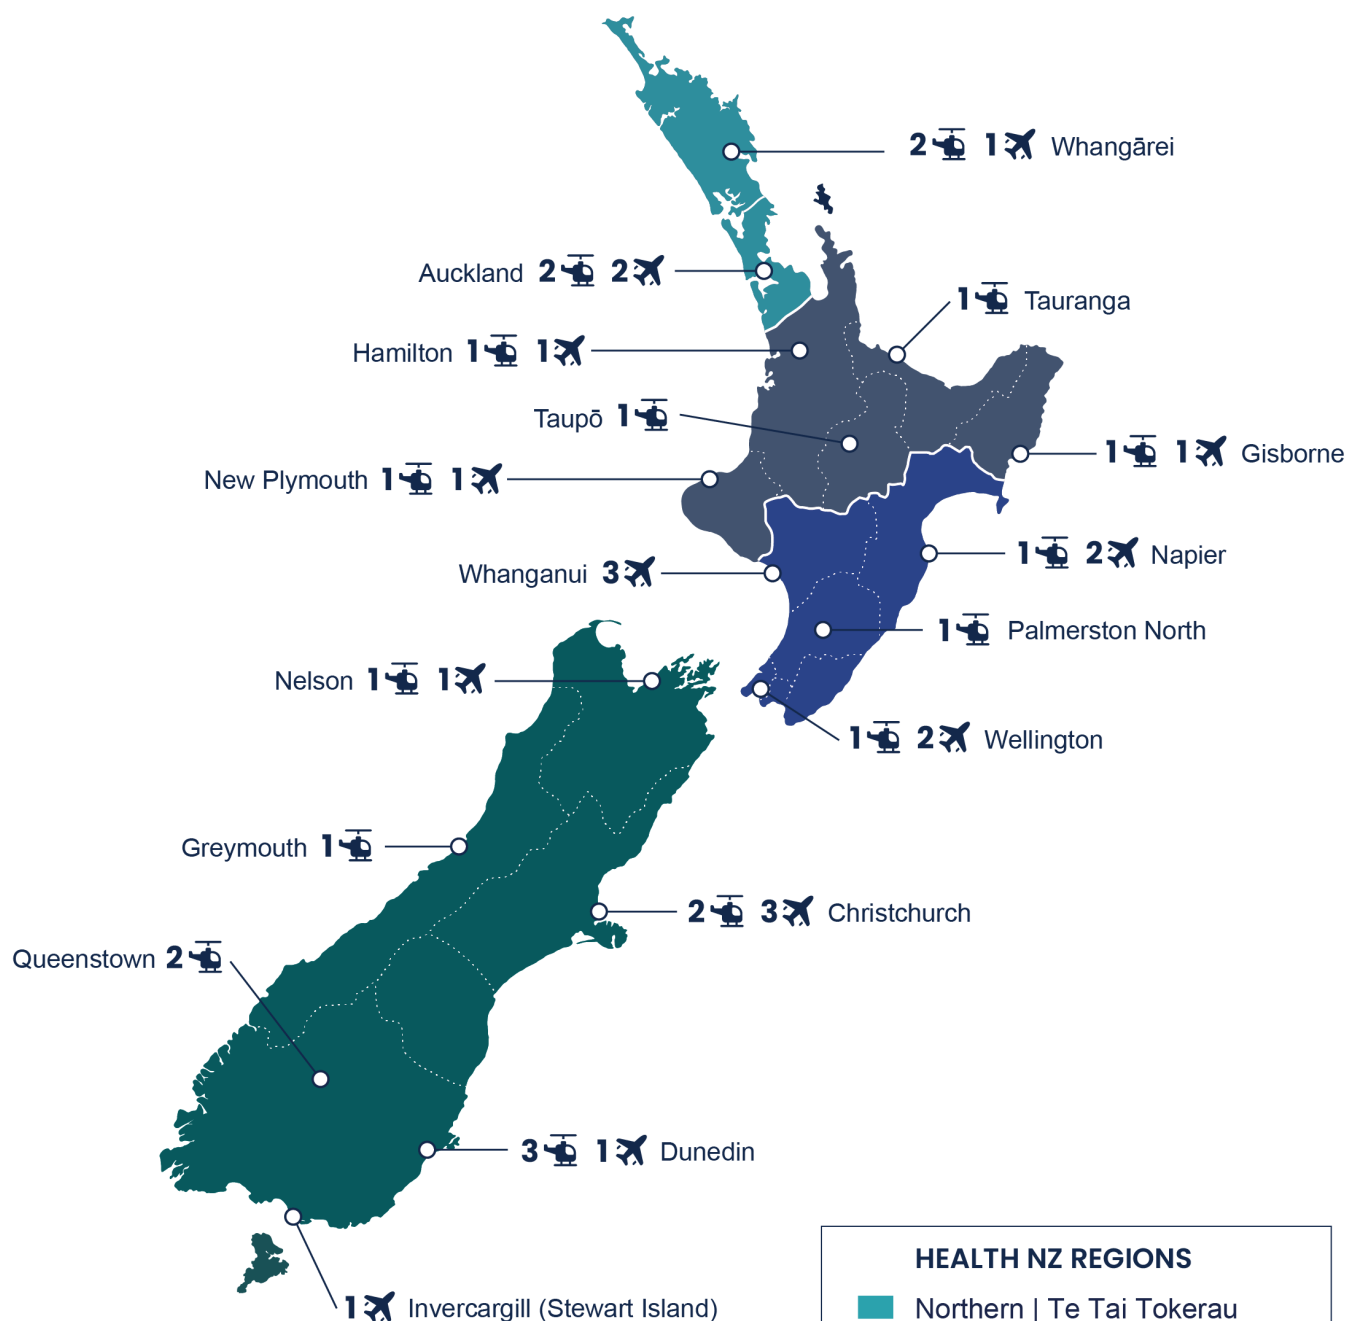 2 1 Whangārei
Auckland 2 2
1 Tauranga
Hamilton 1 1
Taupō 1
1 1 Gisborne
New Plymouth 1 1
1 2 Napier
Whanganui 3
1 Palmerston North
Nelson 1 1
1 2 Wellington
Greymouth 1
2 3 Christchurch
Queenstown 2
3 1 Dunedin
1 Invercargill (Stewart Island)
HEALTH NZ REGIONS
Northern | Te Tai Tokerau